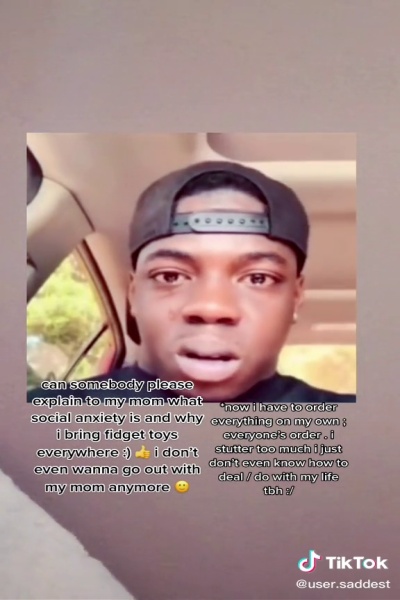 can somebody please
explain to my mom what
social anxiety is and why
i bring fidget toys
everywhere :) 👍 i don't
even wanna go out with
my mom anymore 🙂
*now i have to order
everything on my own ;
everyone's order . i
stutter too much i just
don't even know how to
deal / do with my life
tbh :/
TikTok
@user.saddest